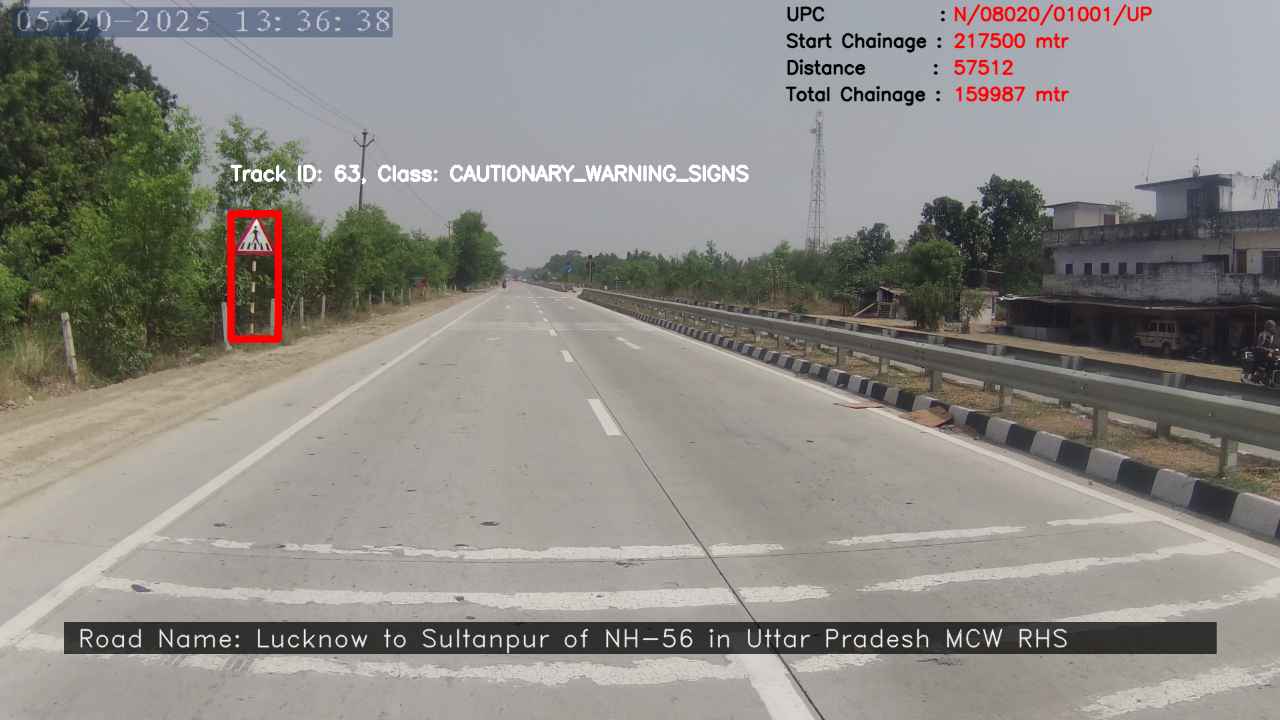 05-20-2025 13:36:38
UPC : N/08020/01001/UP
Start Chainage : 217500 mtr
Distance : 57512
Total Chainage : 159987 mtr
Track ID: 63, Class: CAUTIONARY_WARNING_SIGNS
Road Name: Lucknow to Sultanpur of NH-56 in Uttar Pradesh MCW RHS